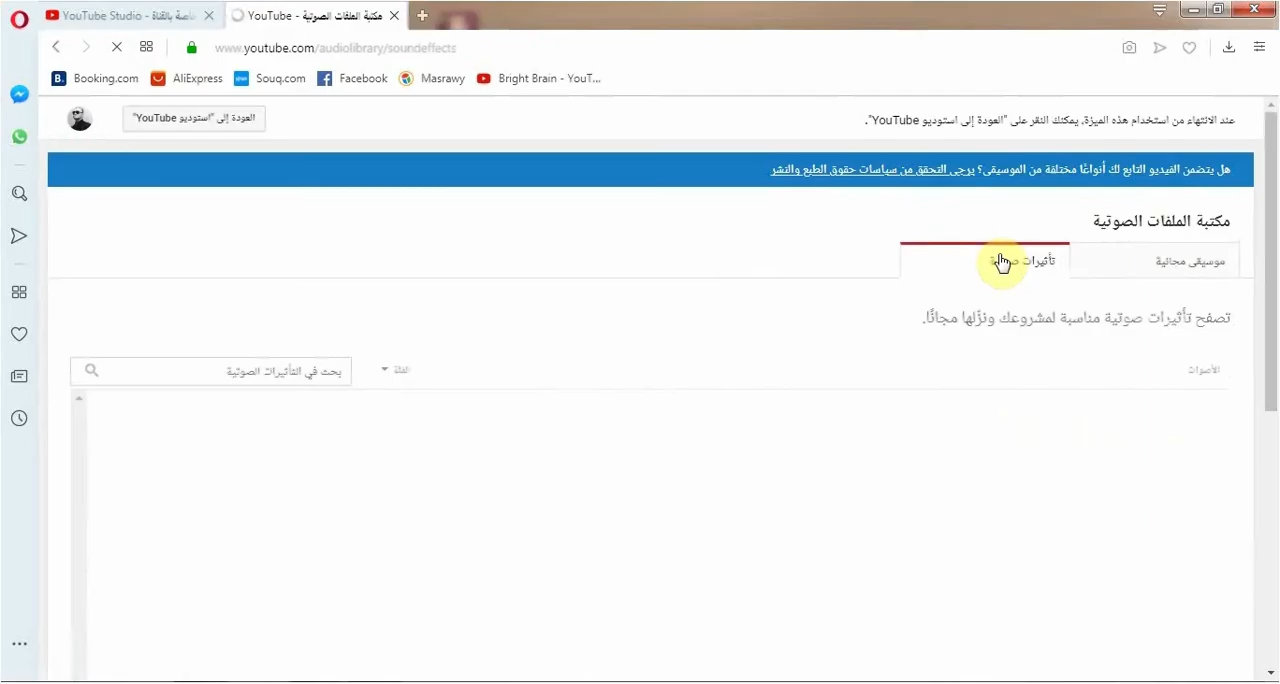 YouTube Studio - اصة بالقناة
YouTube - مكتبة الملفات الصوتية
www.youtube.com/audiolibrary/soundeffects
B. Booking.com
AliExpress
Souq.com
Facebook
Masrawy
Bright Brain - YouT...
عند الانتهاء من استخدام هذه الميزة، يمكنك النقر على "العودة إلى استوديو YouTube".
العودة إلى "استوديو YouTube"
هل يتضمن الفيديو التابع لك أنواعًا مختلفة من الموسيقى؟ يرجى التحقق من سياسات حقوق الطبع والنشر
مكتبة الملفات الصوتية
موسيقى مجانية
تأثيرات
تصفح تأثيرات صوتية مناسبة لمشروعك ونزّلها مجانًا.
الأصوات
الفئة
بحث في التأثيرات الصوتية